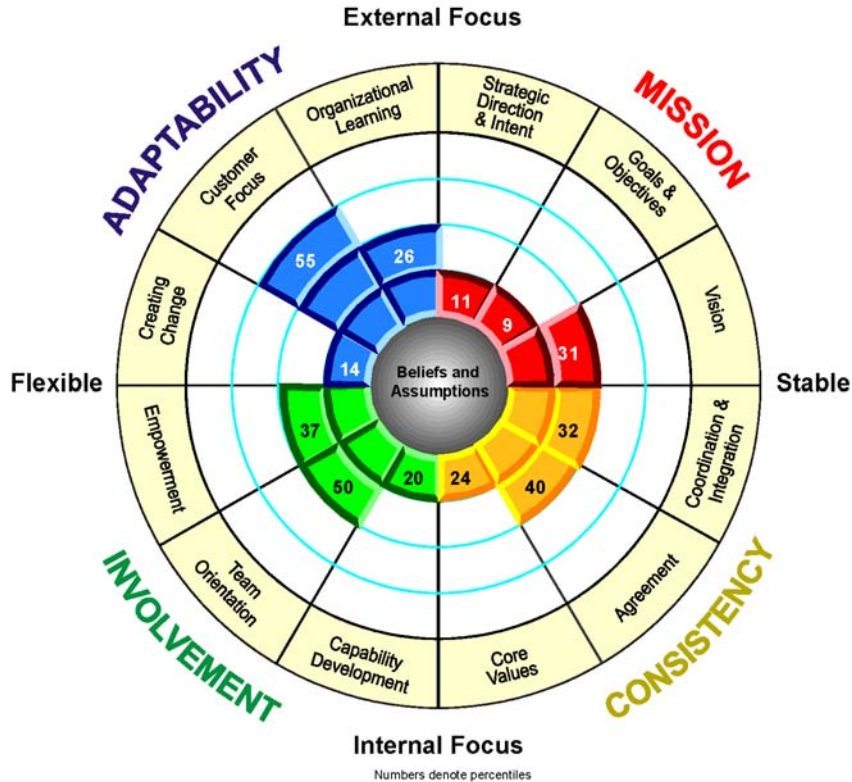 External Focus
ADAPTABILITY
MISSION
Organizational
Learning
Strategic
Direction
& Intent
Customer
Focus
Goals &
Objectives
Creating
Change
Vision
55
26
11
9
14
31
Beliefs and
Assumptions
Flexible
Stable
37
32
50
20
24
40
Empowerment
Coordination &
Integration
Team
Orientation
Agreement
Capability
Development
Core
Values
INVOLVEMENT
CONSISTENCY
Internal Focus
Numbers denote percentiles